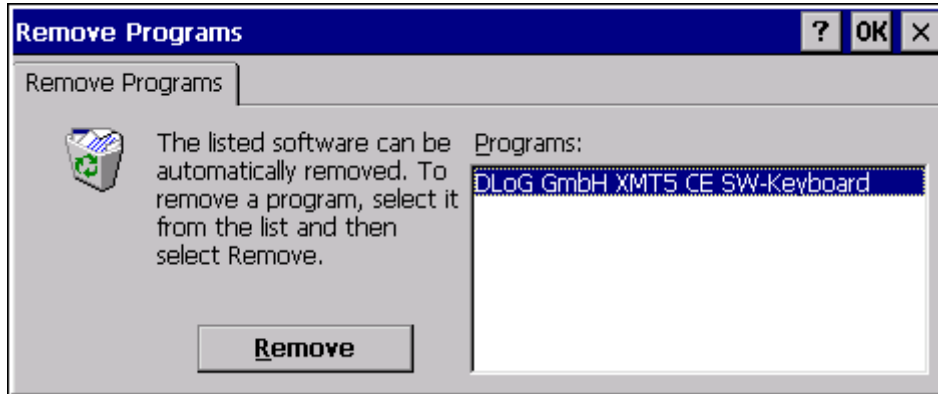 Remove Programs
? OK ×
Remove Programs
The listed software can be
automatically removed. To
remove a program, select it
from the list and then
select Remove.
Remove
Programs:
DLoG GmbH XMT5 CE SW-Keyboard